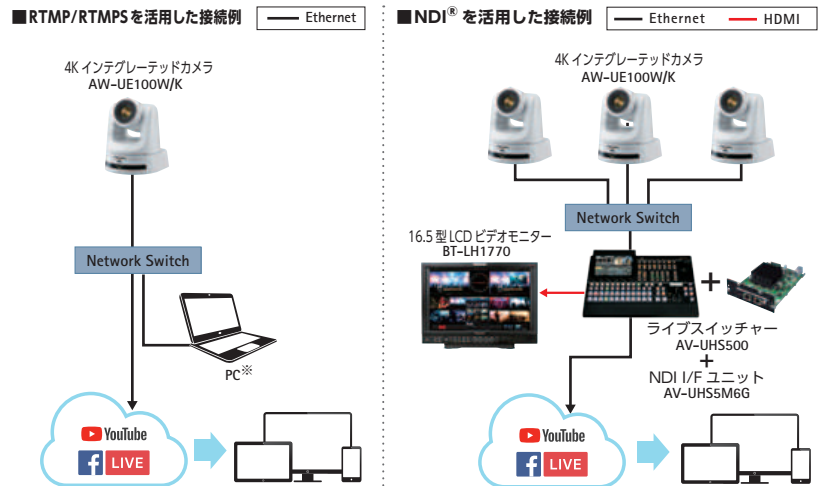 ■RTMP/RTMPSを活用した接続例
Ethernet
4K インテグレーテッドカメラ
AW-UE100W/K
Network Switch
PC※
YouTube
f LIVE
■NDI® を活用した接続例
Ethernet
HDMI
4K インテグレーテッドカメラ
AW-UE100W/K
Network Switch
16.5 型 LCD ビデオモニター
BT-LH1770
+
ライブスイッチャー
AV-UHS500
+
NDI I/F ユニット
AV-UHS5M6G
YouTube
f LIVE